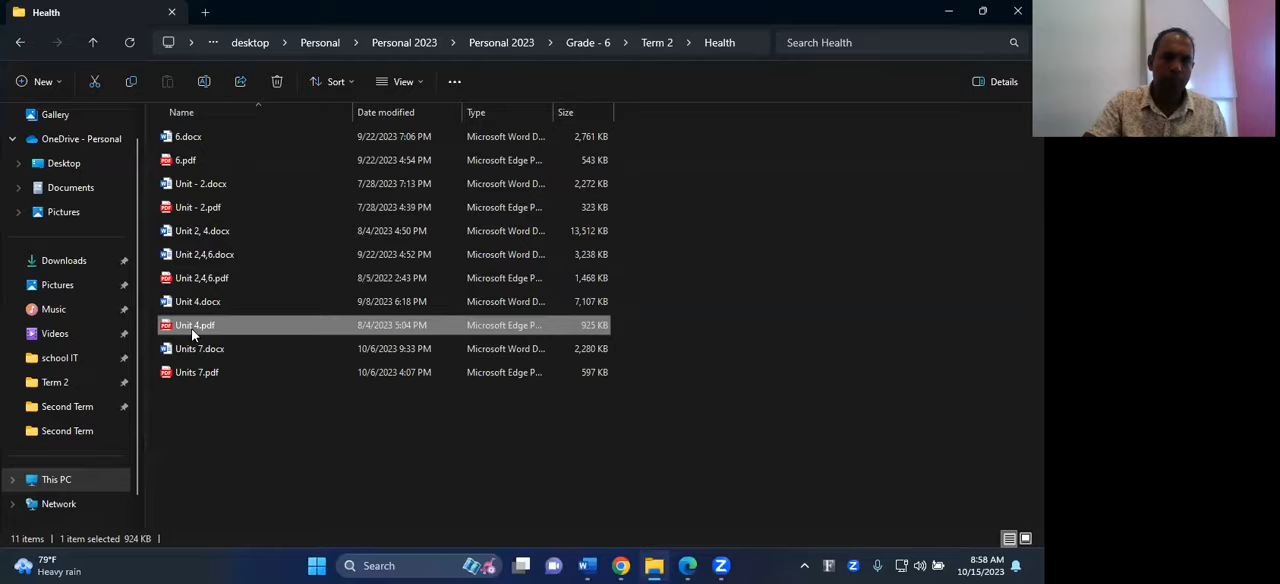 Health
desktop > Personal > Personal 2023 > Personal 2023 > Grade - 6 > Term 2 > Health
Search Health
New
Sort
View
Details
Name Date modified Type Size
Gallery
OneDrive - Personal
Desktop
Documents
Pictures
Downloads
Pictures
Music
Videos
school IT
Term 2
Second Term
Second Term
This PC
Network
6.docx 9/22/2023 7:06 PM Microsoft Word D... 2,761 KB
6.pdf 9/22/2023 4:54 PM Microsoft Edge P... 543 KB
Unit - 2.docx 7/28/2023 7:13 PM Microsoft Word D... 2,272 KB
Unit - 2.pdf 7/28/2023 4:39 PM Microsoft Edge P... 323 KB
Unit 2, 4.docx 8/4/2023 4:50 PM Microsoft Word D... 13,512 KB
Unit 2,4,6.docx 9/22/2023 4:52 PM Microsoft Word D... 3,238 KB
Unit 2,4,6.pdf 8/5/2022 2:43 PM Microsoft Edge P... 1,468 KB
Unit 4.docx 9/8/2023 6:18 PM Microsoft Word D... 7,107 KB
Unit 4.pdf 8/4/2023 5:04 PM Microsoft Edge P... 925 KB
Units 7.docx 10/6/2023 9:33 PM Microsoft Word D... 2,280 KB
Units 7.pdf 10/6/2023 4:07 PM Microsoft Edge P... 597 KB
11 items | 1 item selected 924 KB |
79°F
Heavy rain
Search
8:58 AM
10/15/2023